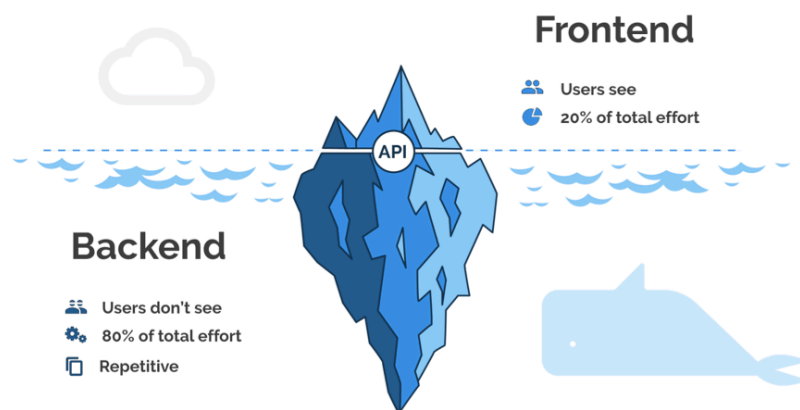 Frontend
Users see
20% of total effort
API
Backend
Users don't see
80% of total effort
Repetitive